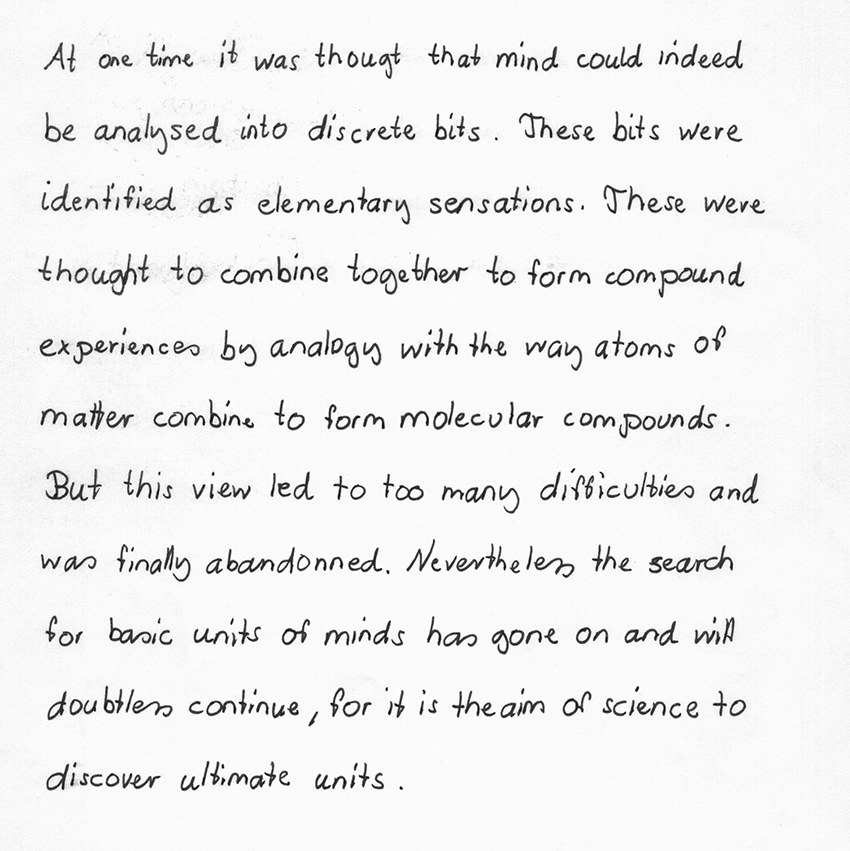 At one time it was thougt that mind could indeed
be analysed into discrete bits. These bits were
identified as elementary sensations. These were
thought to combine together to form compound
experiences by analogy with the way atoms of
matter combine to form molecular compounds.
But this view led to too many difficulties and
was finally abandonned. Nevertheless the search
for basic units of minds has gone on and will
doubtless continue, for it is the aim of science to
discover ultimate units.